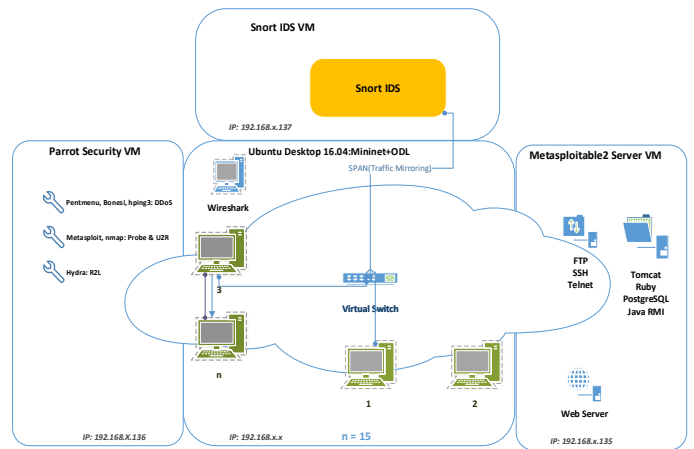 Snort IDS VM
Snort IDS
IP: 192.168.x.137
Parrot Security VM
Pentmenu, Bonesi, hping3: DDoS
Metasploit, nmap: Probe & U2R
Hydra: R2L
IP: 192.168.X.136
Ubuntu Desktop 16.04:Mininet+ODL
SPAN(Traffic Mirroring)
Wireshark
3
Virtual Switch
n
1
2
IP: 192.168.x.x
n = 15
Metasploitable2 Server VM
FTP
SSH
Telnet
Tomcat
Ruby
PostgreSQL
Java RMI
Web Server
IP: 192.168.x.135